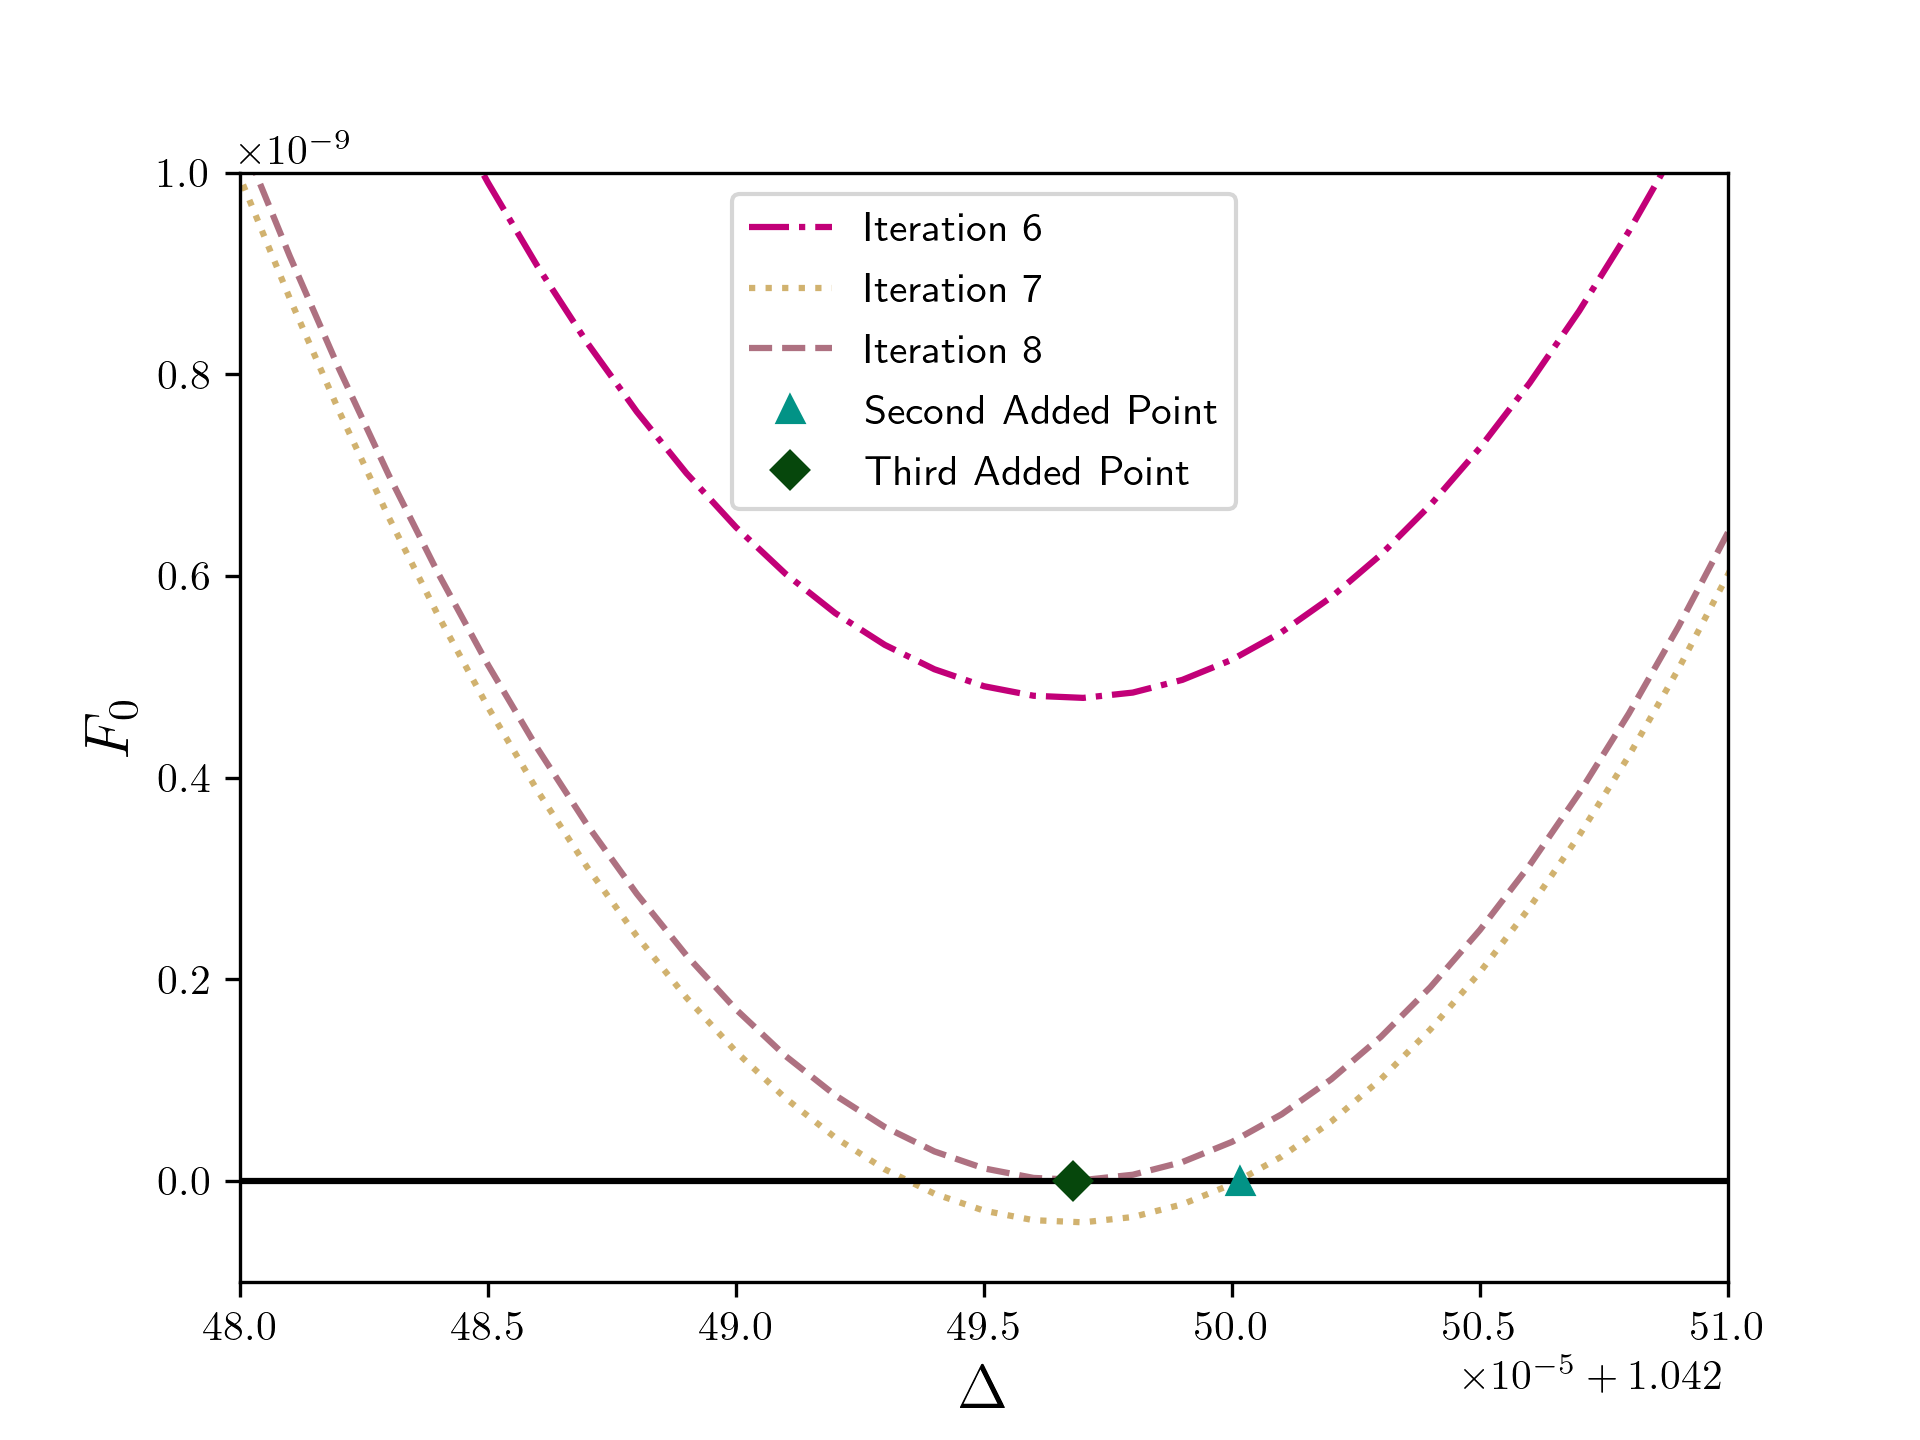 ×10⁻⁹
1.0
0.8
0.6
0.4
0.2
0.0
F₀
Iteration 6
Iteration 7
Iteration 8
Second Added Point
Third Added Point
48.0 48.5 49.0 49.5 50.0 50.5 51.0
×10⁻⁵ + 1.042
Δ